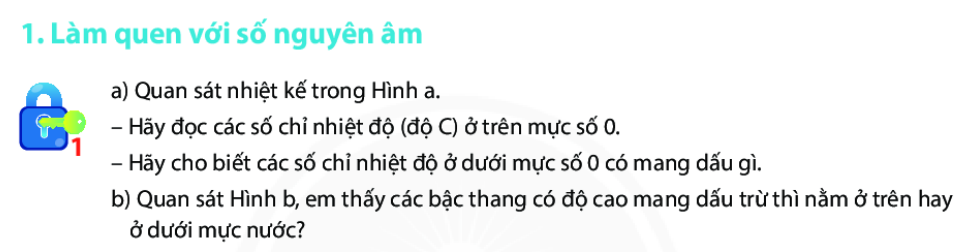 1. Làm quen với số nguyên âm
a) Quan sát nhiệt kế trong Hình a.
– Hãy đọc các số chỉ nhiệt độ (độ C) ở trên mực số 0.
1
– Hãy cho biết các số chỉ nhiệt độ ở dưới mực số 0 có mang dấu gì.
b) Quan sát Hình b, em thấy các bậc thang có độ cao mang dấu trừ thì nằm ở trên hay
ở dưới mực nước?